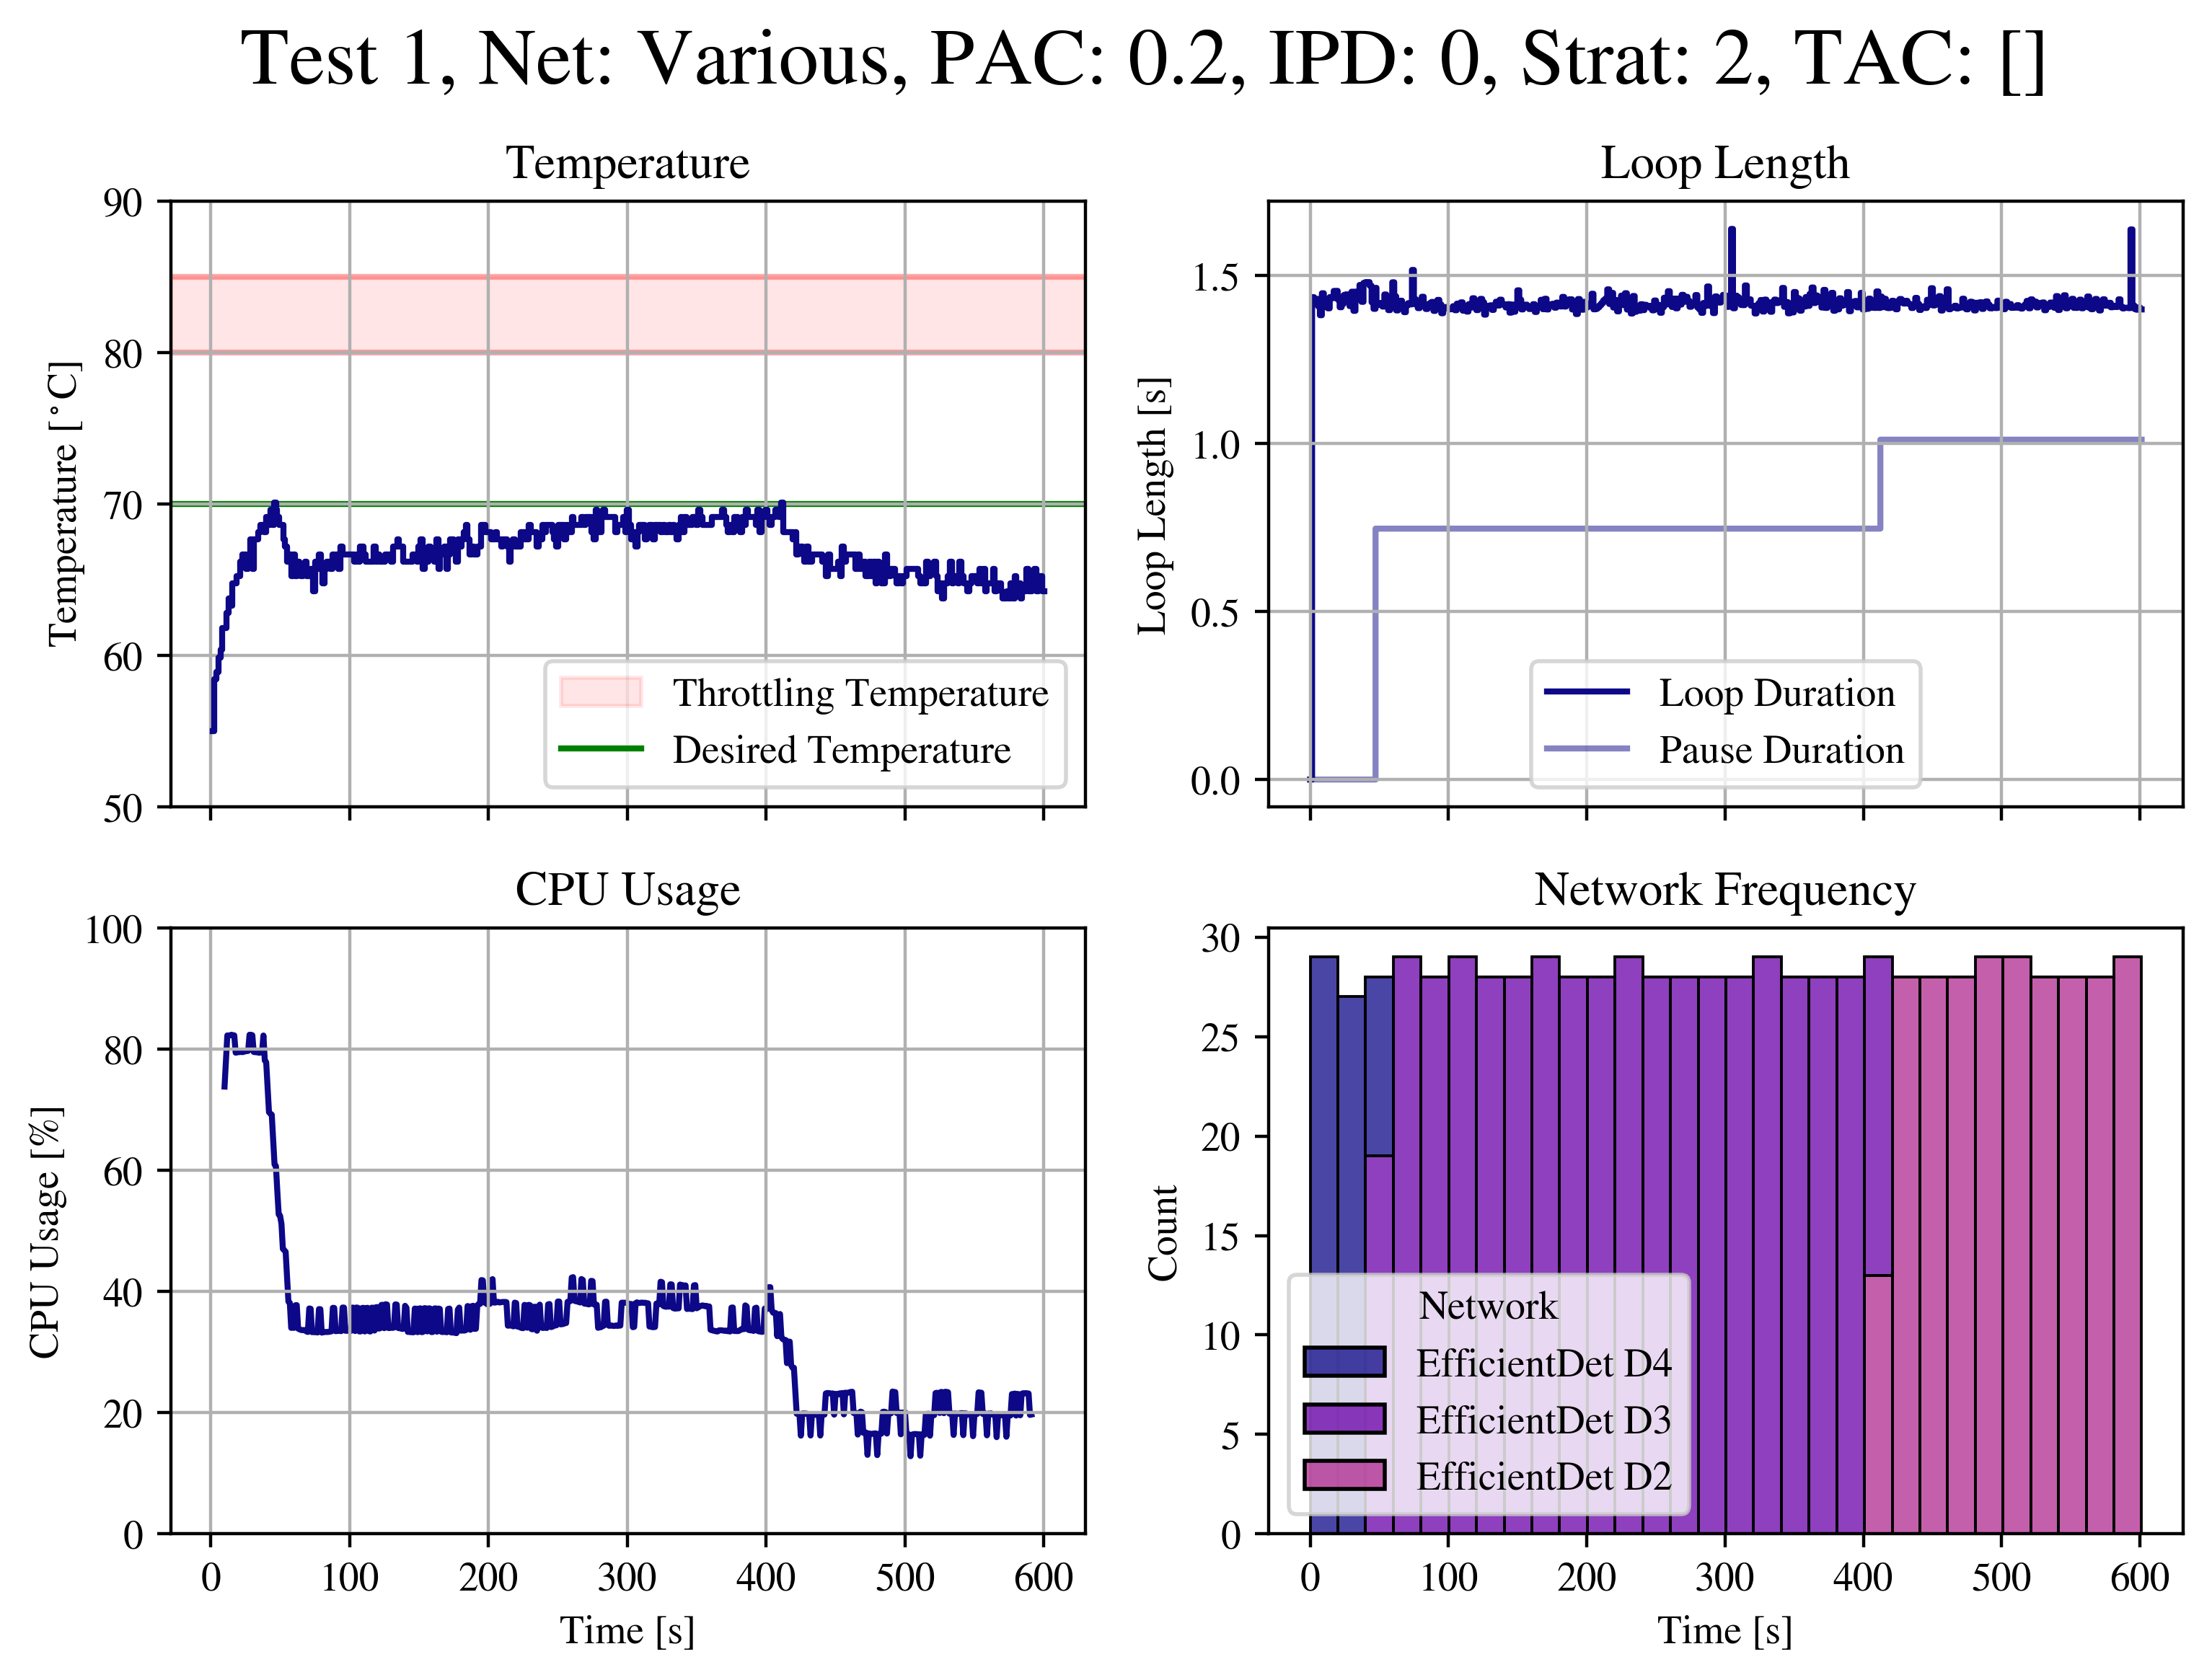 Test 1, Net: Various, PAC: 0.2, IPD: 0, Strat: 2, TAC: []
Temperature
90
80
70
60
50
Temperature [°C]
Throttling Temperature
Desired Temperature
Loop Length
1.5
1.0
0.5
0.0
Loop Length [s]
Loop Duration
Pause Duration
CPU Usage
100
80
60
40
20
0
CPU Usage [%]
0 100 200 300 400 500 600
Time [s]
Network Frequency
30
25
20
15
10
5
0
Count
Network
EfficientDet D4
EfficientDet D3
EfficientDet D2
0 100 200 300 400 500 600
Time [s]